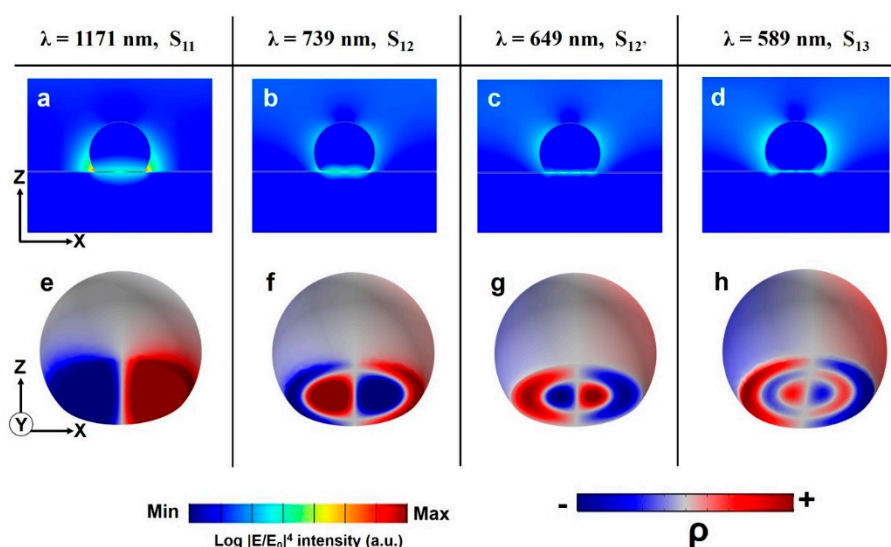 λ = 1171 nm, S₁₁
λ = 739 nm, S₁₂
λ = 649 nm, S₁₂’
λ = 589 nm, S₁₃
a
b
c
d
Z
X
e
f
g
h
Z
Y
X
Min
Max
Log |E/E₀|⁴ intensity (a.u.)
-
+
ρ